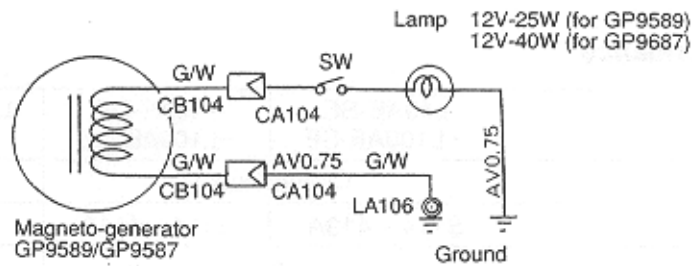 Lamp 12V-25W (for GP9589)
12V-40W (for GP9687)
SW
G/W
CB104
CA104
G/W
AV0.75
G/W
CB104
CA104
LA106
AV0.75
Magneto-generator
GP9589/GP9587
Ground